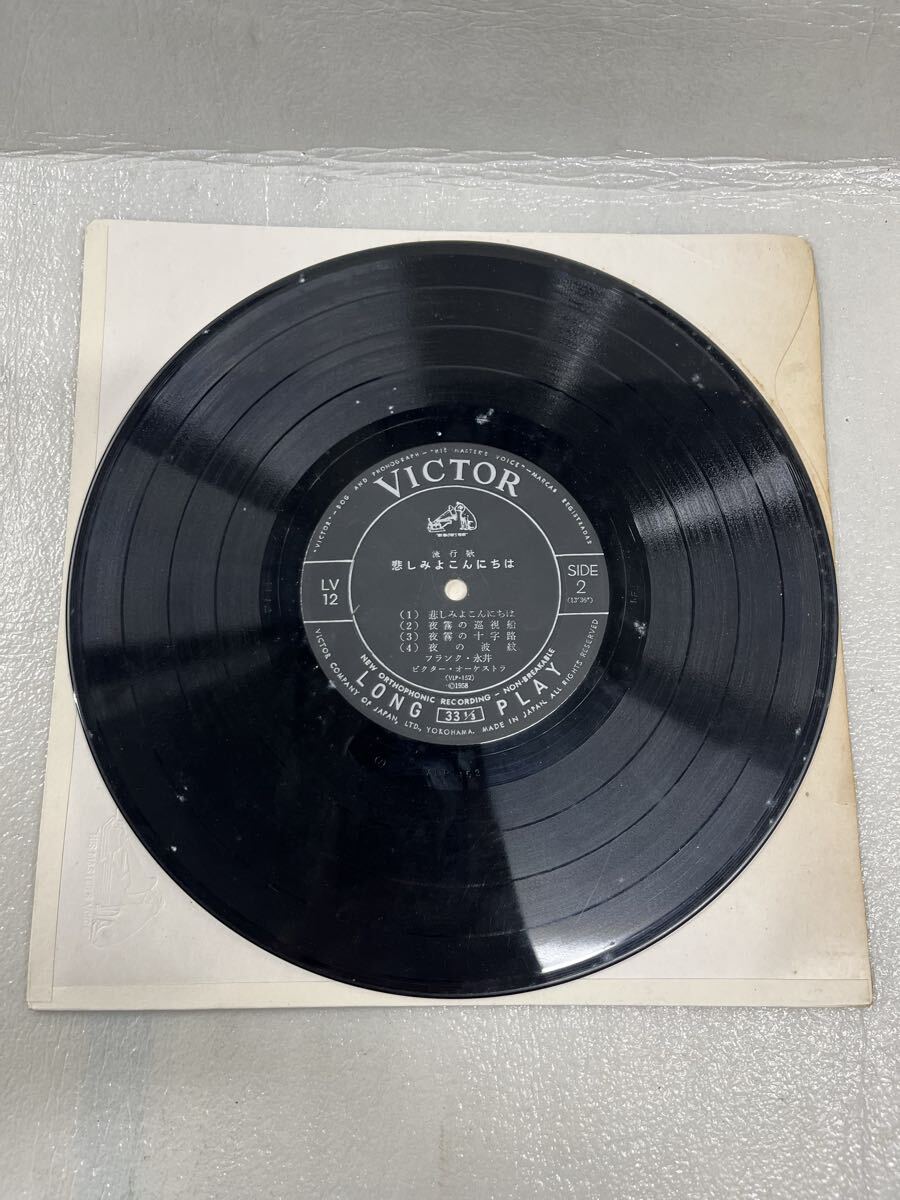 "VICTOR"—DOG AND PHONOGRAPH—"HIS MASTER'S VOICE"—MARCAS REGISTRADAS
VICTOR
流行歌
悲しみよこんにちは
LV
12
SIDE
2
(13'36")
(1) 悲しみよこんにちは
(2) 夜霧の巡視船
(3) 夜霧の十字路
(4) 夜の波紋
フランク・永井
ビクター・オーケストラ
(VLP-152)
©1958
NEW ORTHOPHONIC RECORDING — NON-BREAKABLE
LONG 33 1/3 PLAY
VICTOR COMPANY OF JAPAN, LTD., YOKOHAMA. MADE IN JAPAN. ALL RIGHTS RESERVED